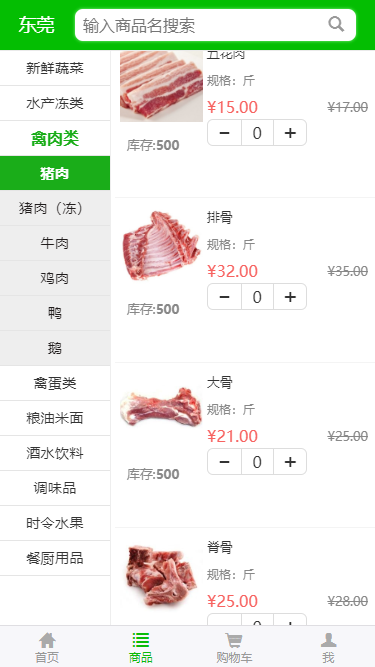 东莞
输入商品名搜索
新鲜蔬菜
水产冻类
禽肉类
猪肉
猪肉（冻）
牛肉
鸡肉
鸭
鹅
禽蛋类
粮油米面
酒水饮料
调味品
时令水果
餐厨用品
五花肉
规格：斤
¥15.00 ¥17.00
− 0 +
库存:500
排骨
规格：斤
¥32.00 ¥35.00
− 0 +
库存:500
大骨
规格：斤
¥21.00 ¥25.00
− 0 +
库存:500
脊骨
规格：斤
¥25.00 ¥28.00
− 0 +
首页 商品 购物车 我